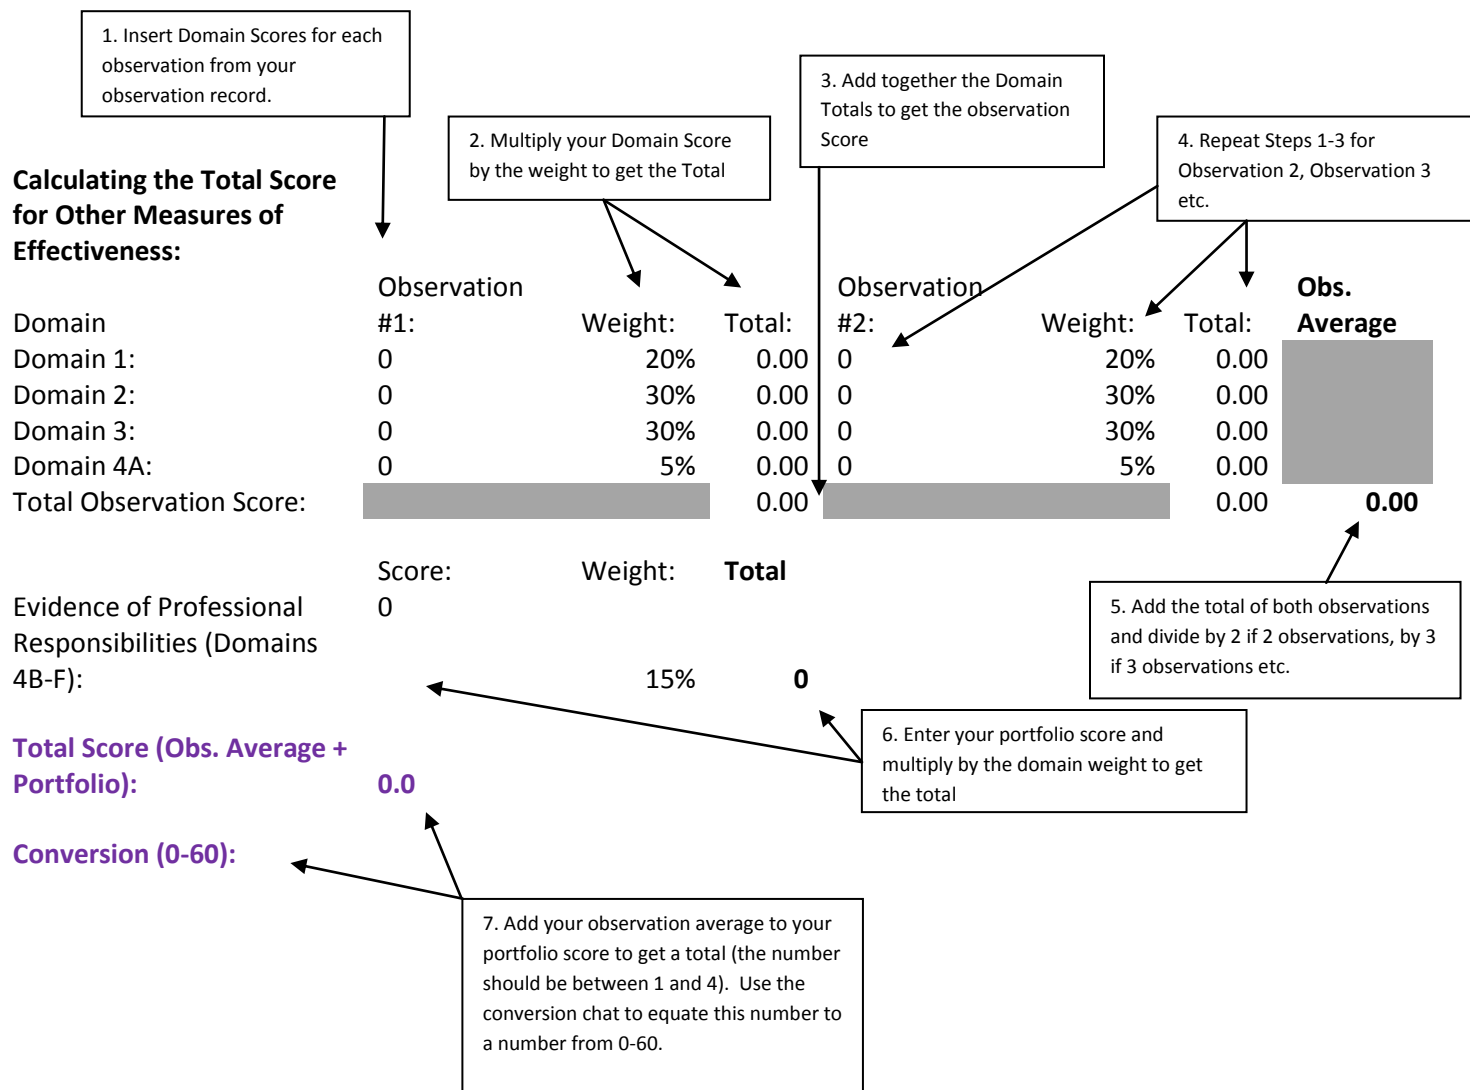 1. Insert Domain Scores for each
observation from your
observation record.
2. Multiply your Domain Score
by the weight to get the Total
3. Add together the Domain
Totals to get the observation
Score
4. Repeat Steps 1-3 for
Observation 2, Observation 3
etc.
Calculating the Total Score
for Other Measures of
Effectiveness:
Observation Observation Obs.
Domain #1: Weight: Total: #2: Weight: Total: Average
Domain 1: 0 20% 0.00 0 20% 0.00
Domain 2: 0 30% 0.00 0 30% 0.00
Domain 3: 0 30% 0.00 0 30% 0.00
Domain 4A: 0 5% 0.00 0 5% 0.00
Total Observation Score: 0.00 0.00 0.00
Score: Weight: Total
Evidence of Professional 0
Responsibilities (Domains
4B-F): 15% 0
5. Add the total of both observations
and divide by 2 if 2 observations, by 3
if 3 observations etc.
6. Enter your portfolio score and
multiply by the domain weight to get
the total
Total Score (Obs. Average +
Portfolio): 0.0
Conversion (0-60):
7. Add your observation average to your
portfolio score to get a total (the number
should be between 1 and 4). Use the
conversion chat to equate this number to
a number from 0-60.